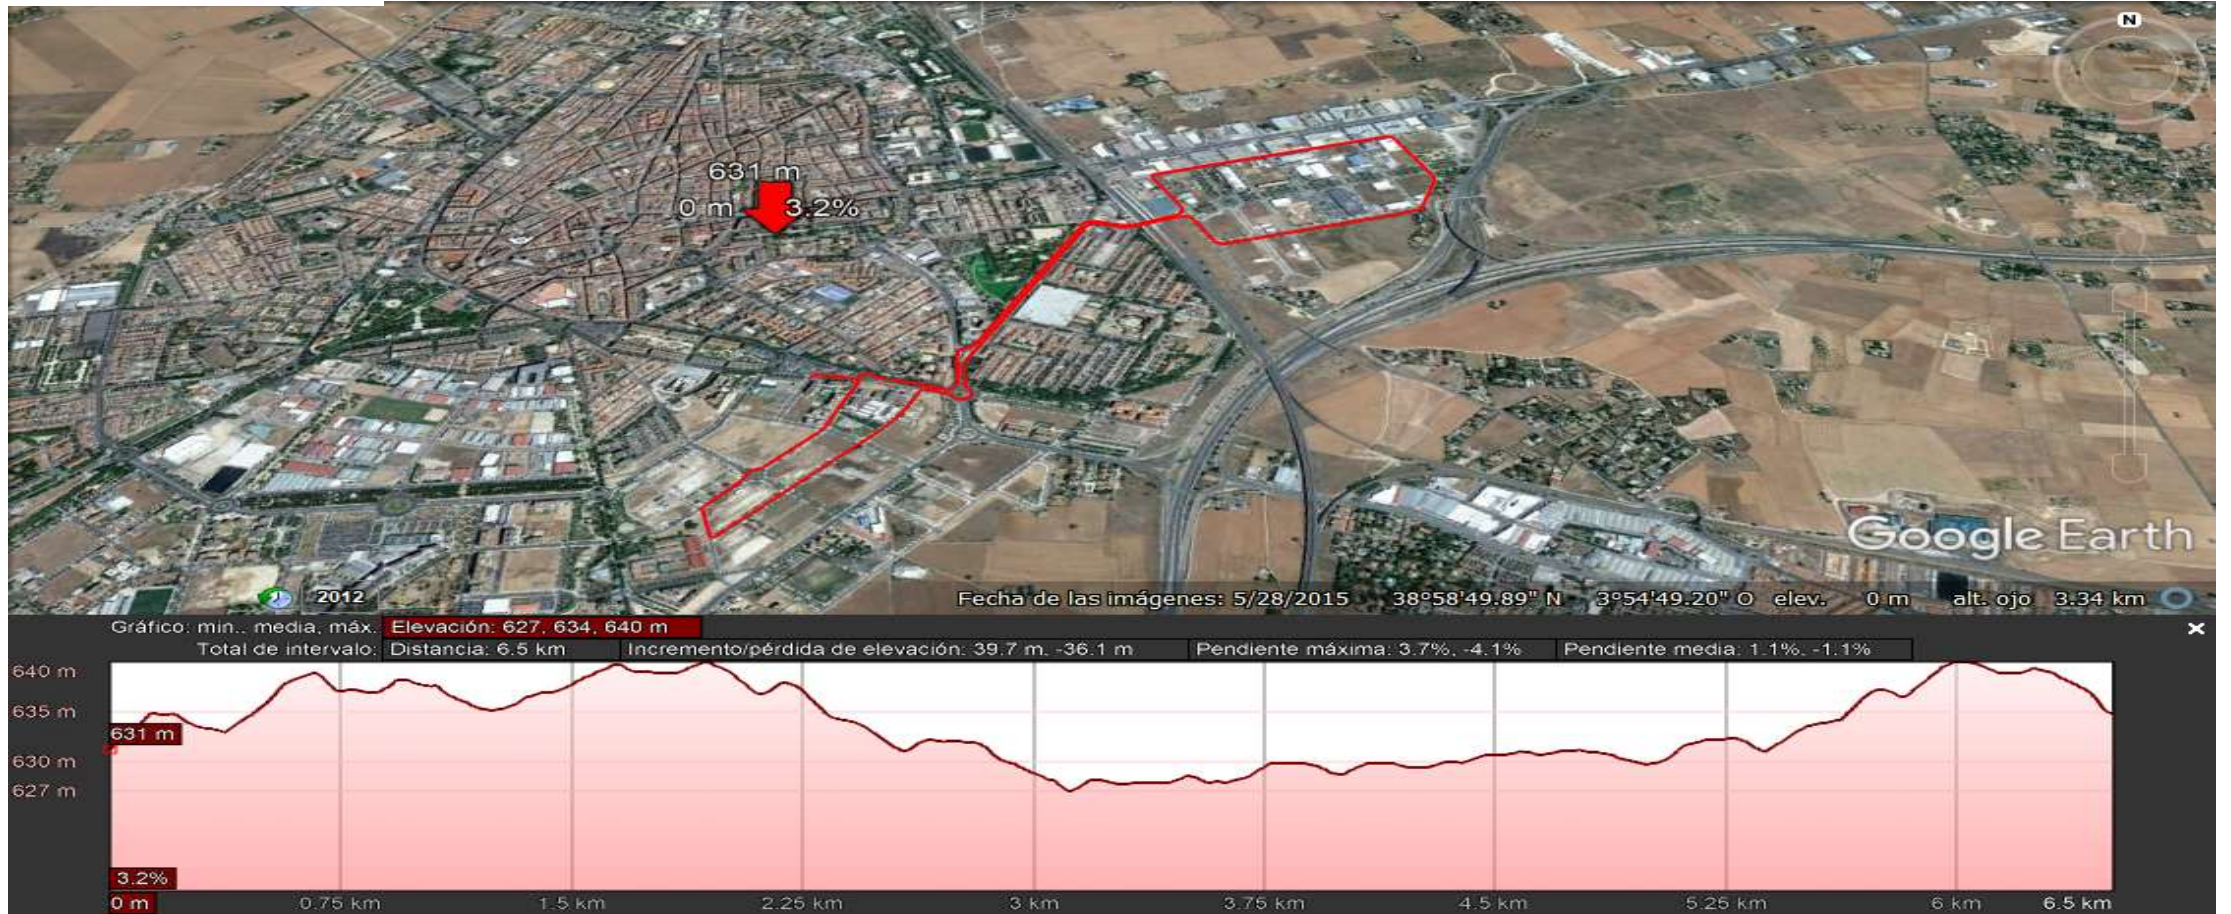 N
631 m
0 m 3.2%
Google Earth
2012
Fecha de las imágenes: 5/28/2015 38°58'49.89" N 3°54'49.20" O elev. 0 m alt. ojo 3.34 km
Gráfico: min., media, máx. Elevación: 627, 634, 640 m
Total de intervalo: Distancia: 6.5 km Incremento/pérdida de elevación: 39.7 m, -36.1 m Pendiente máxima: 3.7%, -4.1% Pendiente media: 1.1%, -1.1%
640 m
635 m
631 m
630 m
627 m
3.2%
0 m 0.75 km 1.5 km 2.25 km 3 km 3.75 km 4.5 km 5.25 km 6 km 6.5 km